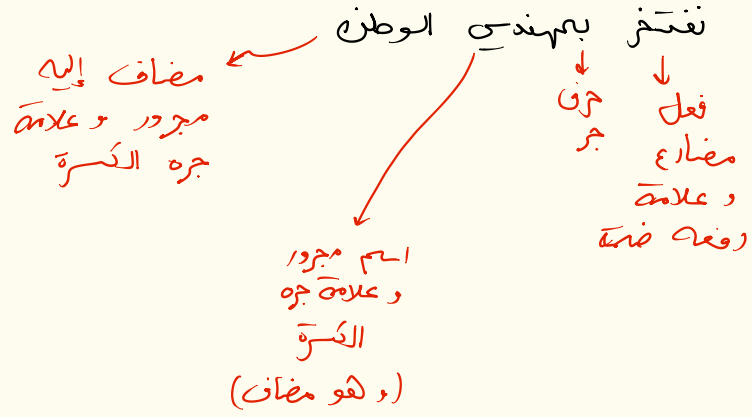 نفتخر بمهندسي الوطن
فعل
مضارع
و علامة
رفعه ضمة
حرف
جر
اسم مجرور
و علامة جره
الكسرة
(و هو مضاف)
مضاف إليه
مجرور و علامة
جره الكسرة